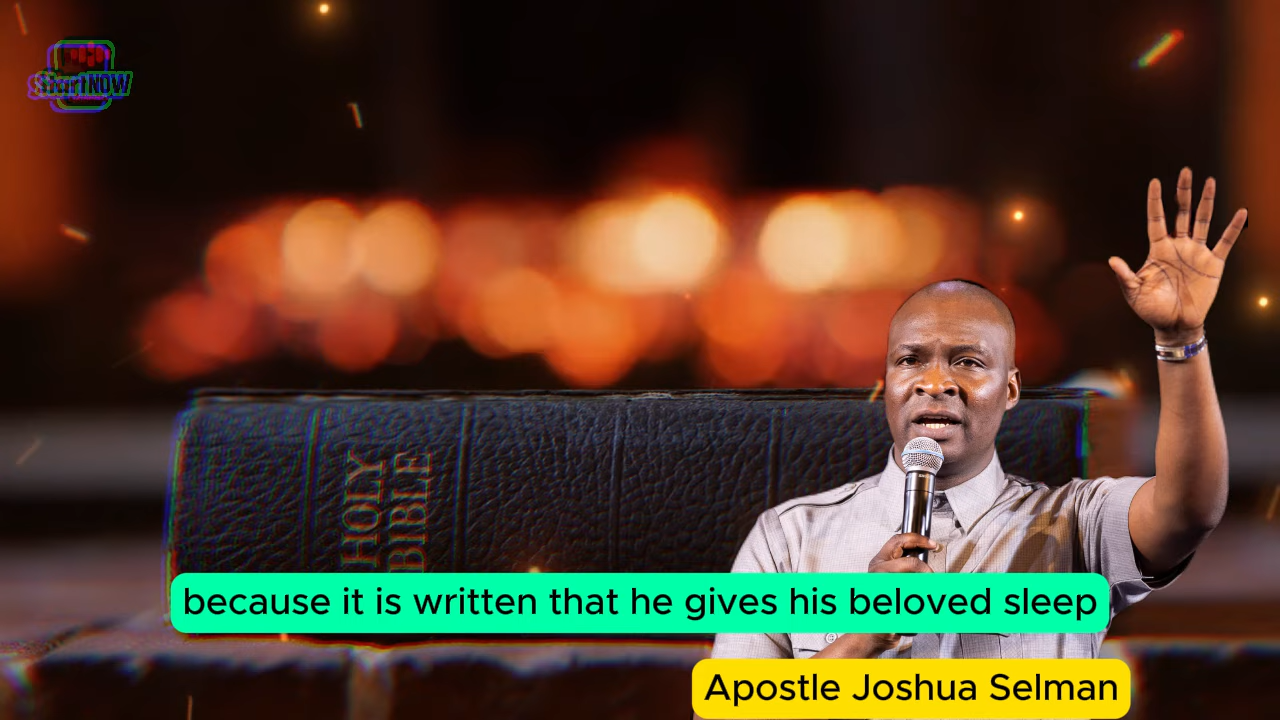 StartNOW
HOLY
BIBLE
because it is written that he gives his beloved sleep
Apostle Joshua Selman